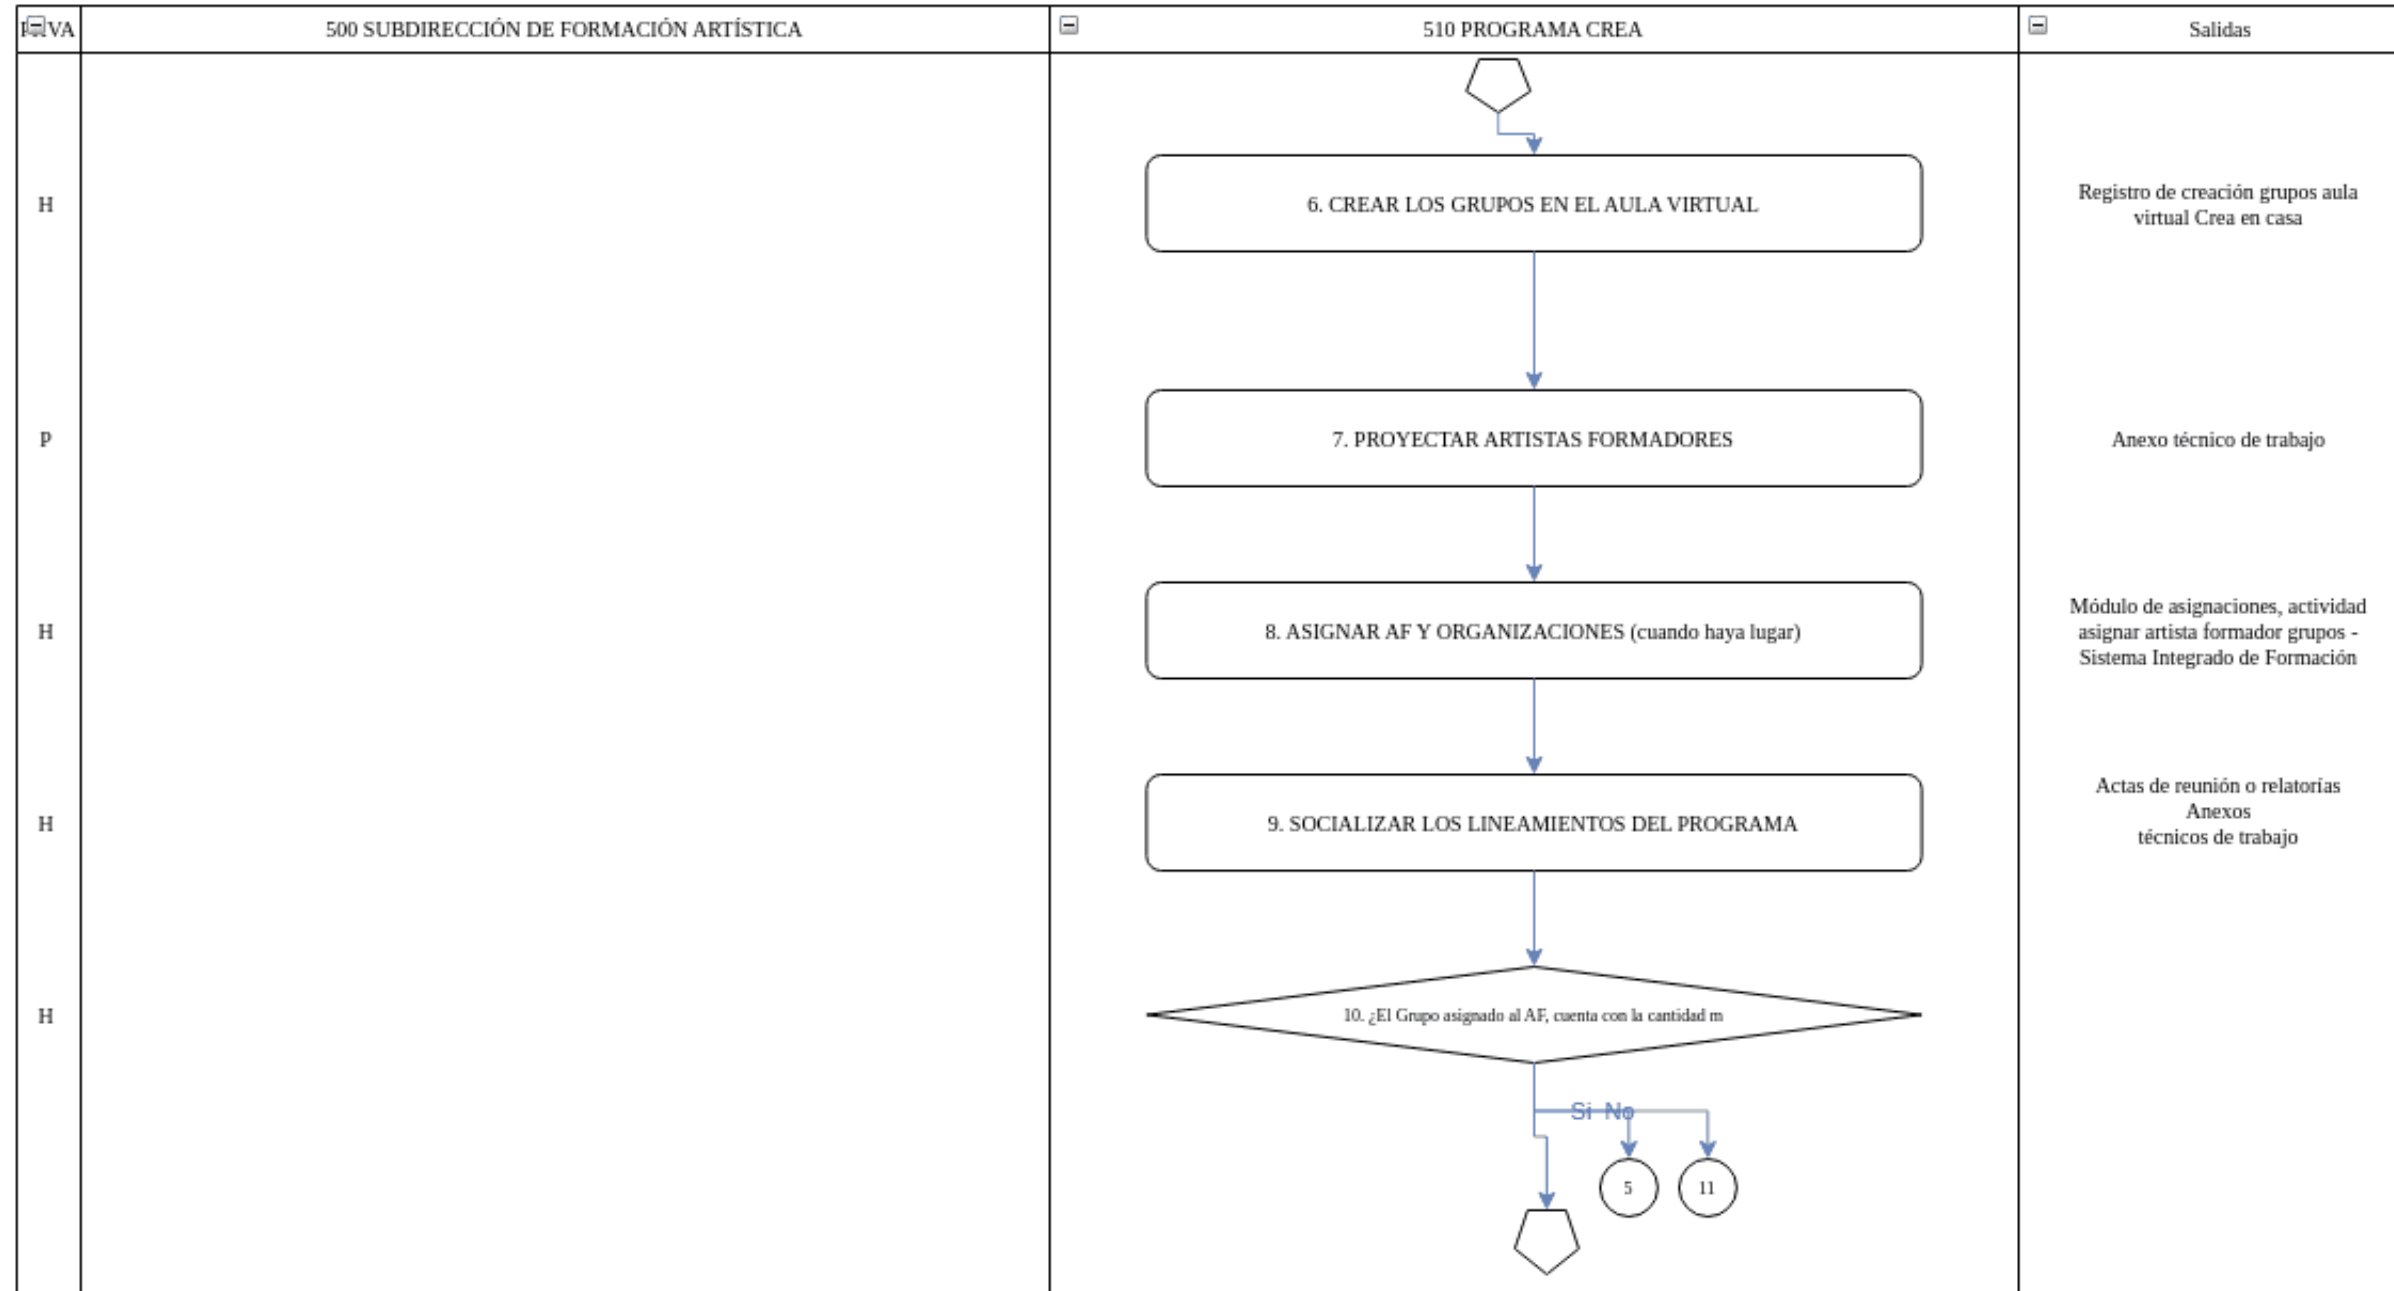 500 SUBDIRECCIÓN DE FORMACIÓN ARTÍSTICA
510 PROGRAMA CREA
Salidas
H
6. CREAR LOS GRUPOS EN EL AULA VIRTUAL
Registro de creación grupos aula
virtual Crea en casa
P
7. PROYECTAR ARTISTAS FORMADORES
Anexo técnico de trabajo
H
8. ASIGNAR AF Y ORGANIZACIONES (cuando haya lugar)
Módulo de asignaciones, actividad
asignar artista formador grupos -
Sistema Integrado de Formación
H
9. SOCIALIZAR LOS LINEAMIENTOS DEL PROGRAMA
Actas de reunión o relatorías
Anexos
técnicos de trabajo
H
10. ¿El Grupo asignado al AF, cuenta con la cantidad m
Si No
5
11